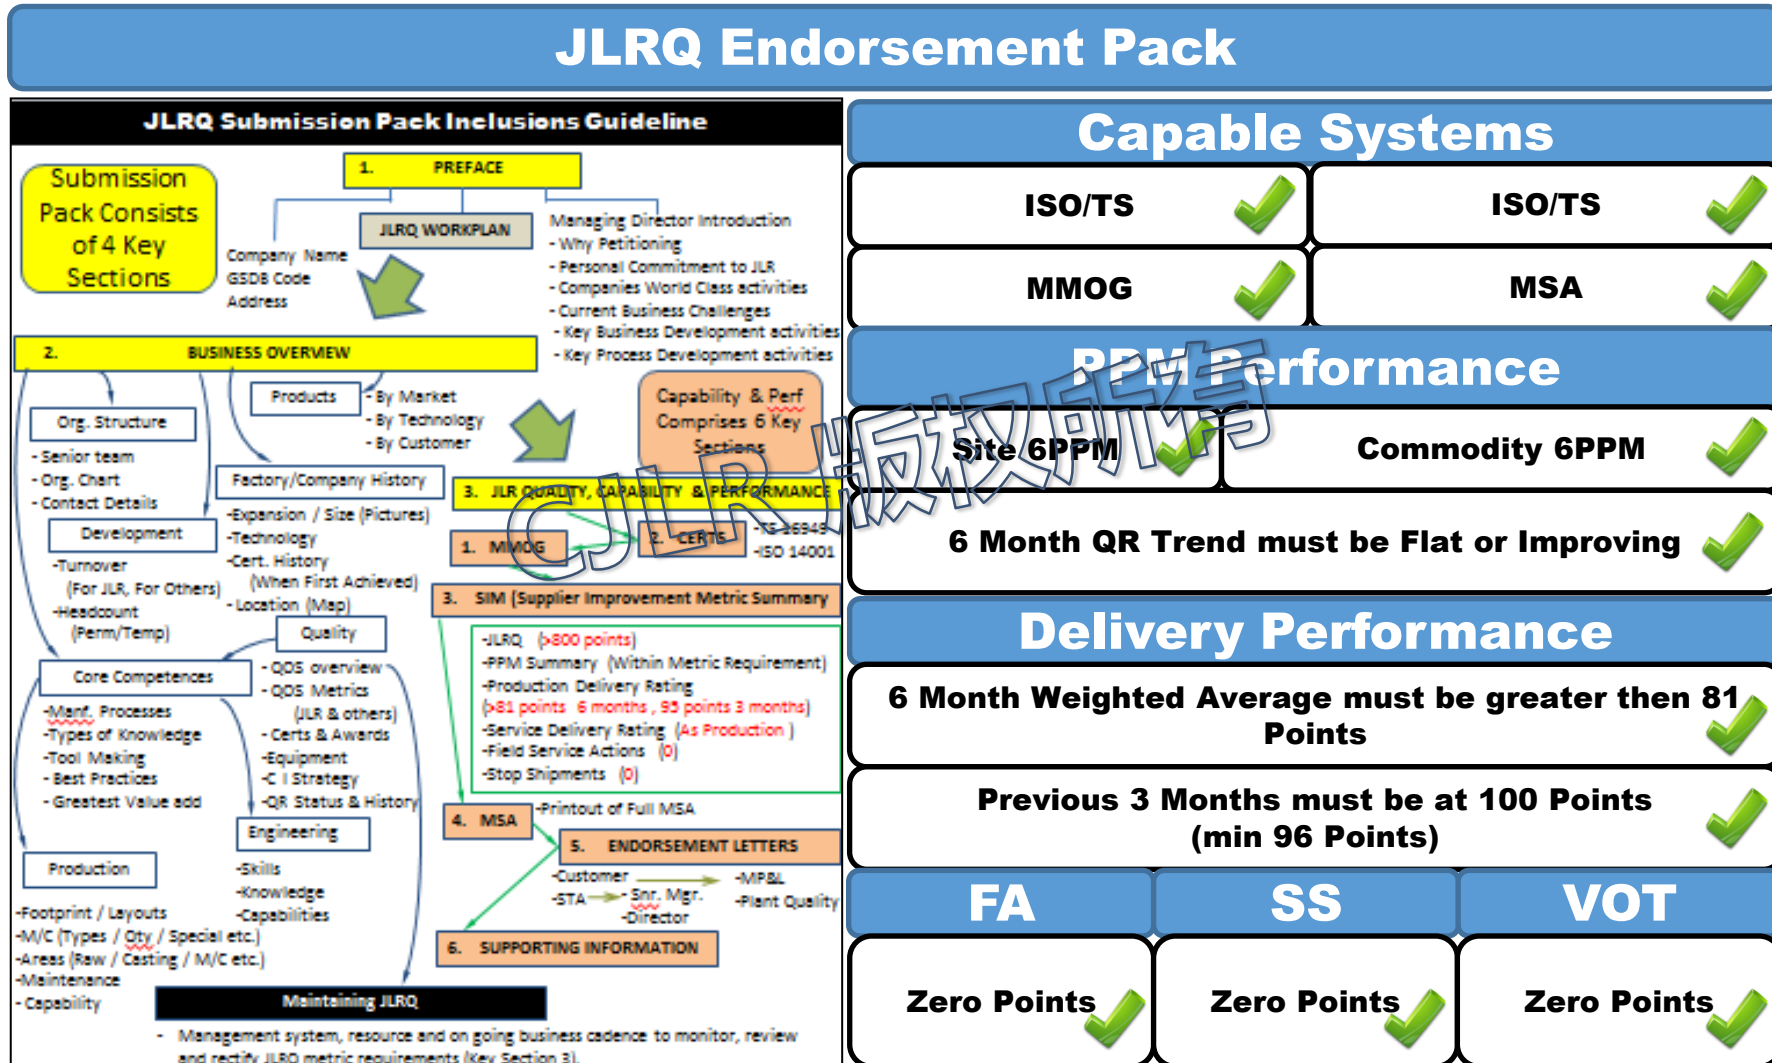 JLRQ Endorsement Pack
JLRQ Submission Pack Inclusions Guideline
Submission
Pack Consists
of 4 Key
Sections
1. PREFACE
JLRQ WORKPLAN
Company Name
GSDB Code
Address
Managing Director Introduction
- Why Petitioning
- Personal Commitment to JLR
- Companies World Class activities
- Current Business Challenges
- Key Business Development activities
- Key Process Development activities
2. BUSINESS OVERVIEW
Products
- By Market
- By Technology
- By Customer
Capability & Perf
Comprises 6 Key
Sections
Org. Structure
- Senior team
- Org. Chart
- Contact Details
Factory/Company History
-Expansion / Size (Pictures)
-Technology
-Cert. History
(When First Achieved)
- Location (Map)
Development
-Turnover
(For JLR, For Others)
-Headcount
(Perm/Temp)
Quality
- QOS overview
- QOS Metrics
(JLR & others)
- Certs & Awards
-Equipment
-C I Strategy
-QR Status & History
Core Competences
-Manf. Processes
-Types of Knowledge
-Tool Making
- Best Practices
- Greatest Value add
Engineering
-Skills
-Knowledge
-Capabilities
Production
-Footprint / Layouts
-M/C (Types / Qty / Special etc.)
-Areas (Raw / Casting / M/C etc.)
-Maintenance
- Capability
3. JLR QUALITY, CAPABILITY & PERFORMANCE
1. MMOG
2. CERTS
-TS 16949
-ISO 14001
3. SIM (Supplier Improvement Metric Summary
-JLRQ (>800 points)
-PPM Summary (Within Metric Requirement)
-Production Delivery Rating
(>81 points 6 months , 95 points 3 months)
-Service Delivery Rating (As Production )
-Field Service Actions (0)
-Stop Shipments (0)
4. MSA
-Printout of Full MSA
5. ENDORSEMENT LETTERS
-Customer
-MP&L
-STA
- Snr. Mgr.
-Plant Quality
-Director
6. SUPPORTING INFORMATION
Maintaining JLRQ
- Management system, resource and on going business cadence to monitor, review
and rectify JLRQ metric requirements (Key Section 3).
Capable Systems
ISO/TS
ISO/TS
MMOG
MSA
PPM Performance
Site 6PPM
Commodity 6PPM
6 Month QR Trend must be Flat or Improving
Delivery Performance
6 Month Weighted Average must be greater then 81
Points
Previous 3 Months must be at 100 Points
(min 96 Points)
FA
SS
VOT
Zero Points
Zero Points
Zero Points
CJLR 版权所有